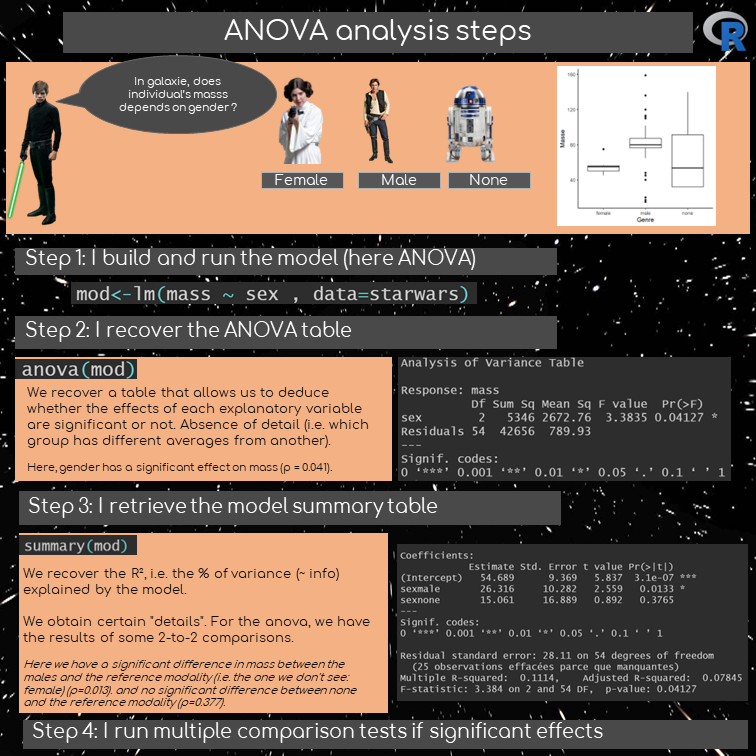 ANOVA analysis steps
R
In galaxie, does
individual's masss
depends on gender ?
Female
Male
None
160
120
80
40
Masse
female
male
none
Genre
Step 1: I build and run the model (here ANOVA)
mod<-lm(mass ~ sex , data=starwars)
Step 2: I recover the ANOVA table
anova(mod)
We recover a table that allows us to deduce
whether the effects of each explanatory variable
are significant or not. Absence of detail (i.e. which
group has different averages from another).
Here, gender has a significant effect on mass (p = 0.041).
Analysis of Variance Table
Response: mass
Df Sum Sq Mean Sq F value Pr(>F)
sex 2 5346 2672.76 3.3835 0.04127 *
Residuals 54 42656 789.93
---
Signif. codes:
0 ‘***’ 0.001 ‘**’ 0.01 ‘*’ 0.05 ‘.’ 0.1 ‘ ’ 1
Step 3: I retrieve the model summary table
summary(mod)
We recover the R², i.e. the % of variance (~ info)
explained by the model.
We obtain certain "details". For the anova, we have
the results of some 2-to-2 comparisons.
Here we have a significant difference in mass between the
males and the reference modality (i.e. the one we don't see:
female) (p=0.013). and no significant difference between none
and the reference modality (p=0.377).
Coefficients:
Estimate Std. Error t value Pr(>|t|)
(Intercept) 54.689 9.369 5.837 3.1e-07 ***
sexmale 26.316 10.282 2.559 0.0133 *
sexnone 15.061 16.889 0.892 0.3765
---
Signif. codes:
0 ‘***’ 0.001 ‘**’ 0.01 ‘*’ 0.05 ‘.’ 0.1 ‘ ’ 1
Residual standard error: 28.11 on 54 degrees of freedom
(25 observations effacées parce que manquantes)
Multiple R-squared: 0.1114, Adjusted R-squared: 0.07845
F-statistic: 3.384 on 2 and 54 DF, p-value: 0.04127
Step 4: I run multiple comparison tests if significant effects